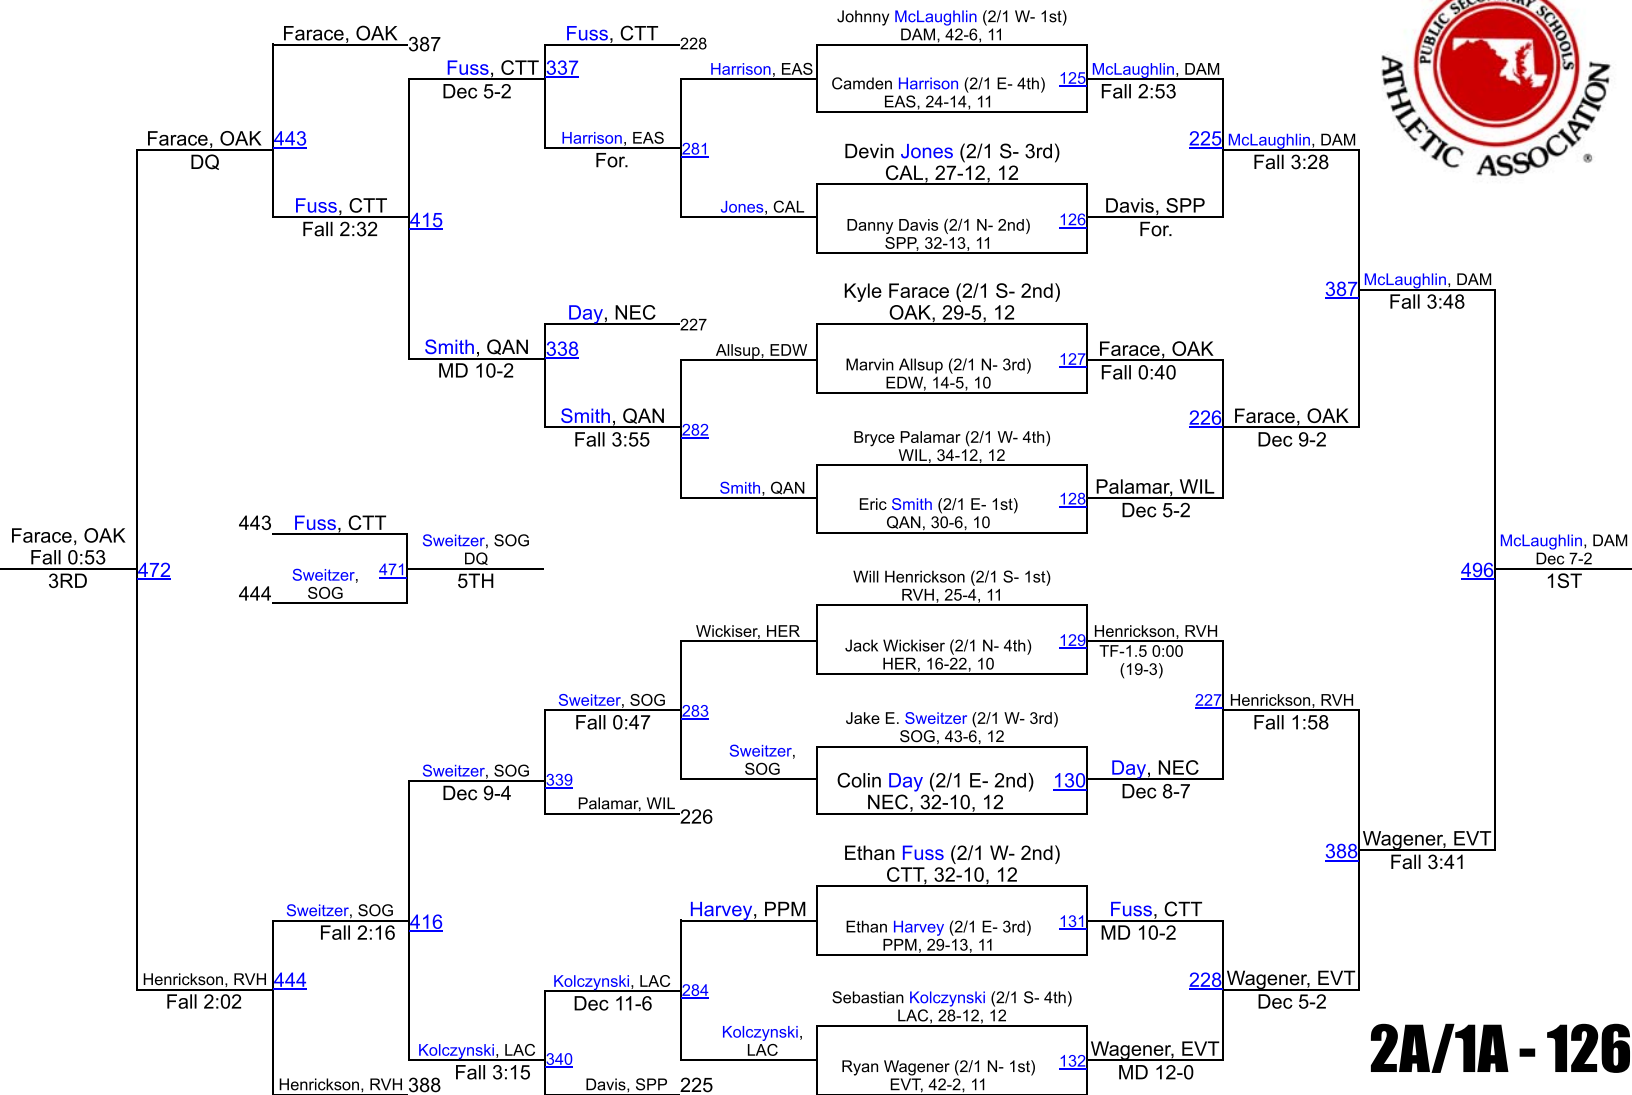 PUBLIC SECONDARY SCHOOLS
ATHLETIC ASSOCIATION
®
Farace, OAK 387
Fuss, CTT 337
Dec 5-2
Farace, OAK 443
DQ
Fuss, CTT 415
Fall 2:32
Fuss, CTT 228
Harrison, EAS 281
For.
Harrison, EAS
Jones, CAL
Day, NEC 227
Smith, QAN 338
MD 10-2
Smith, QAN 282
Fall 3:55
Allsup, EDW
Smith, QAN
Johnny McLaughlin (2/1 W- 1st)
DAM, 42-6, 11
Camden Harrison (2/1 E- 4th) 125
EAS, 24-14, 11
McLaughlin, DAM
Fall 2:53
Devin Jones (2/1 S- 3rd)
CAL, 27-12, 12
Danny Davis (2/1 N- 2nd) 126
SPP, 32-13, 11
Davis, SPP
For.
225 McLaughlin, DAM
Fall 3:28
Kyle Farace (2/1 S- 2nd)
OAK, 29-5, 12
Marvin Allsup (2/1 N- 3rd) 127
EDW, 14-5, 10
Farace, OAK
Fall 0:40
Bryce Palamar (2/1 W- 4th)
WIL, 34-12, 12
Eric Smith (2/1 E- 1st) 128
QAN, 30-6, 10
Palamar, WIL
Dec 5-2
226 Farace, OAK
Dec 9-2
387 McLaughlin, DAM
Fall 3:48
Farace, OAK
Fall 0:53
3RD
472
443 Fuss, CTT
444 Sweitzer,
SOG
471
Sweitzer, SOG
DQ
5TH
496 McLaughlin, DAM
Dec 7-2
1ST
Will Henrickson (2/1 S- 1st)
RVH, 25-4, 11
Jack Wickiser (2/1 N- 4th) 129
HER, 16-22, 10
Henrickson, RVH
TF-1.5 0:00
(19-3)
Jake E. Sweitzer (2/1 W- 3rd)
SOG, 43-6, 12
Colin Day (2/1 E- 2nd) 130
NEC, 32-10, 12
Day, NEC
Dec 8-7
227 Henrickson, RVH
Fall 1:58
Wickiser, HER
Sweitzer,
SOG
Sweitzer, SOG 283
Fall 0:47
Sweitzer, SOG 339
Dec 9-4
Palamar, WIL 226
Ethan Fuss (2/1 W- 2nd)
CTT, 32-10, 12
Ethan Harvey (2/1 E- 3rd) 131
PPM, 29-13, 11
Fuss, CTT
MD 10-2
Sebastian Kolczynski (2/1 S- 4th)
LAC, 28-12, 12
Ryan Wagener (2/1 N- 1st) 132
EVT, 42-2, 11
Wagener, EVT
MD 12-0
228 Wagener, EVT
Dec 5-2
388 Wagener, EVT
Fall 3:41
Harvey, PPM
Kolczynski,
LAC
Kolczynski, LAC 284
Dec 11-6
Sweitzer, SOG 416
Fall 2:16
Henrickson, RVH 444
Fall 2:02
Kolczynski, LAC 340
Fall 3:15
Henrickson, RVH 388
Davis, SPP 225
2A/1A - 126